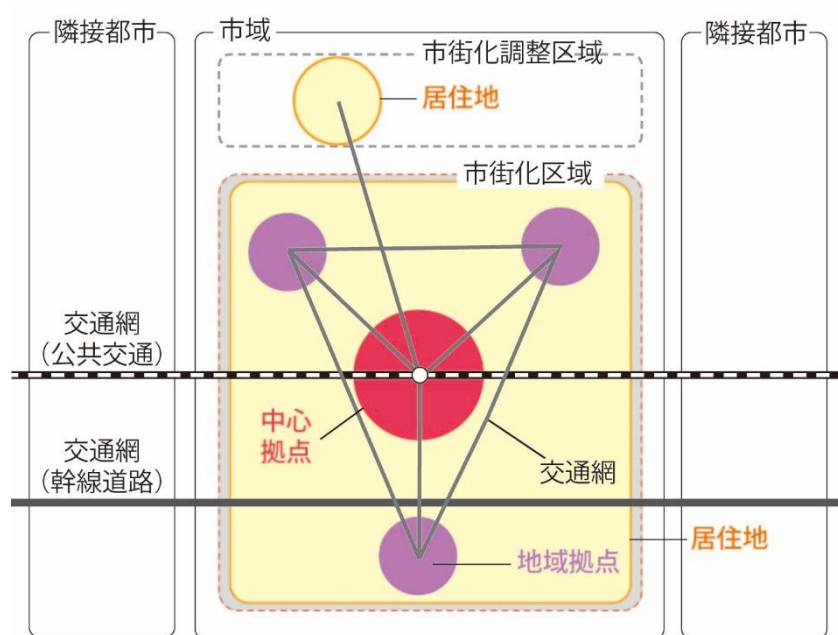 隣接都市
市域
隣接都市
市街化調整区域
居住地
市街化区域
交通網
（公共交通）
中心
拠点
交通網
（幹線道路）
交通網
居住地
地域拠点